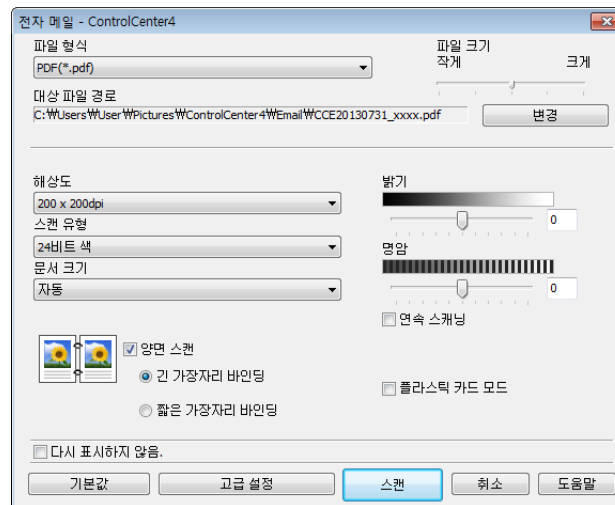 전자 메일 - ControlCenter4
파일 형식
파일 크기
작게 크게
PDF(*.pdf)
대상 파일 경로
C:₩Users₩User₩Pictures₩ControlCenter4₩Email₩CCE20130731_xxxx.pdf
변경
해상도
밝기
200 x 200dpi
0
스캔 유형
24비트 색
명암
문서 크기
자동
0
연속 스캐닝
양면 스캔
긴 가장자리 바인딩
플라스틱 카드 모드
짧은 가장자리 바인딩
다시 표시하지 않음.
기본값 고급 설정 스캔 취소 도움말